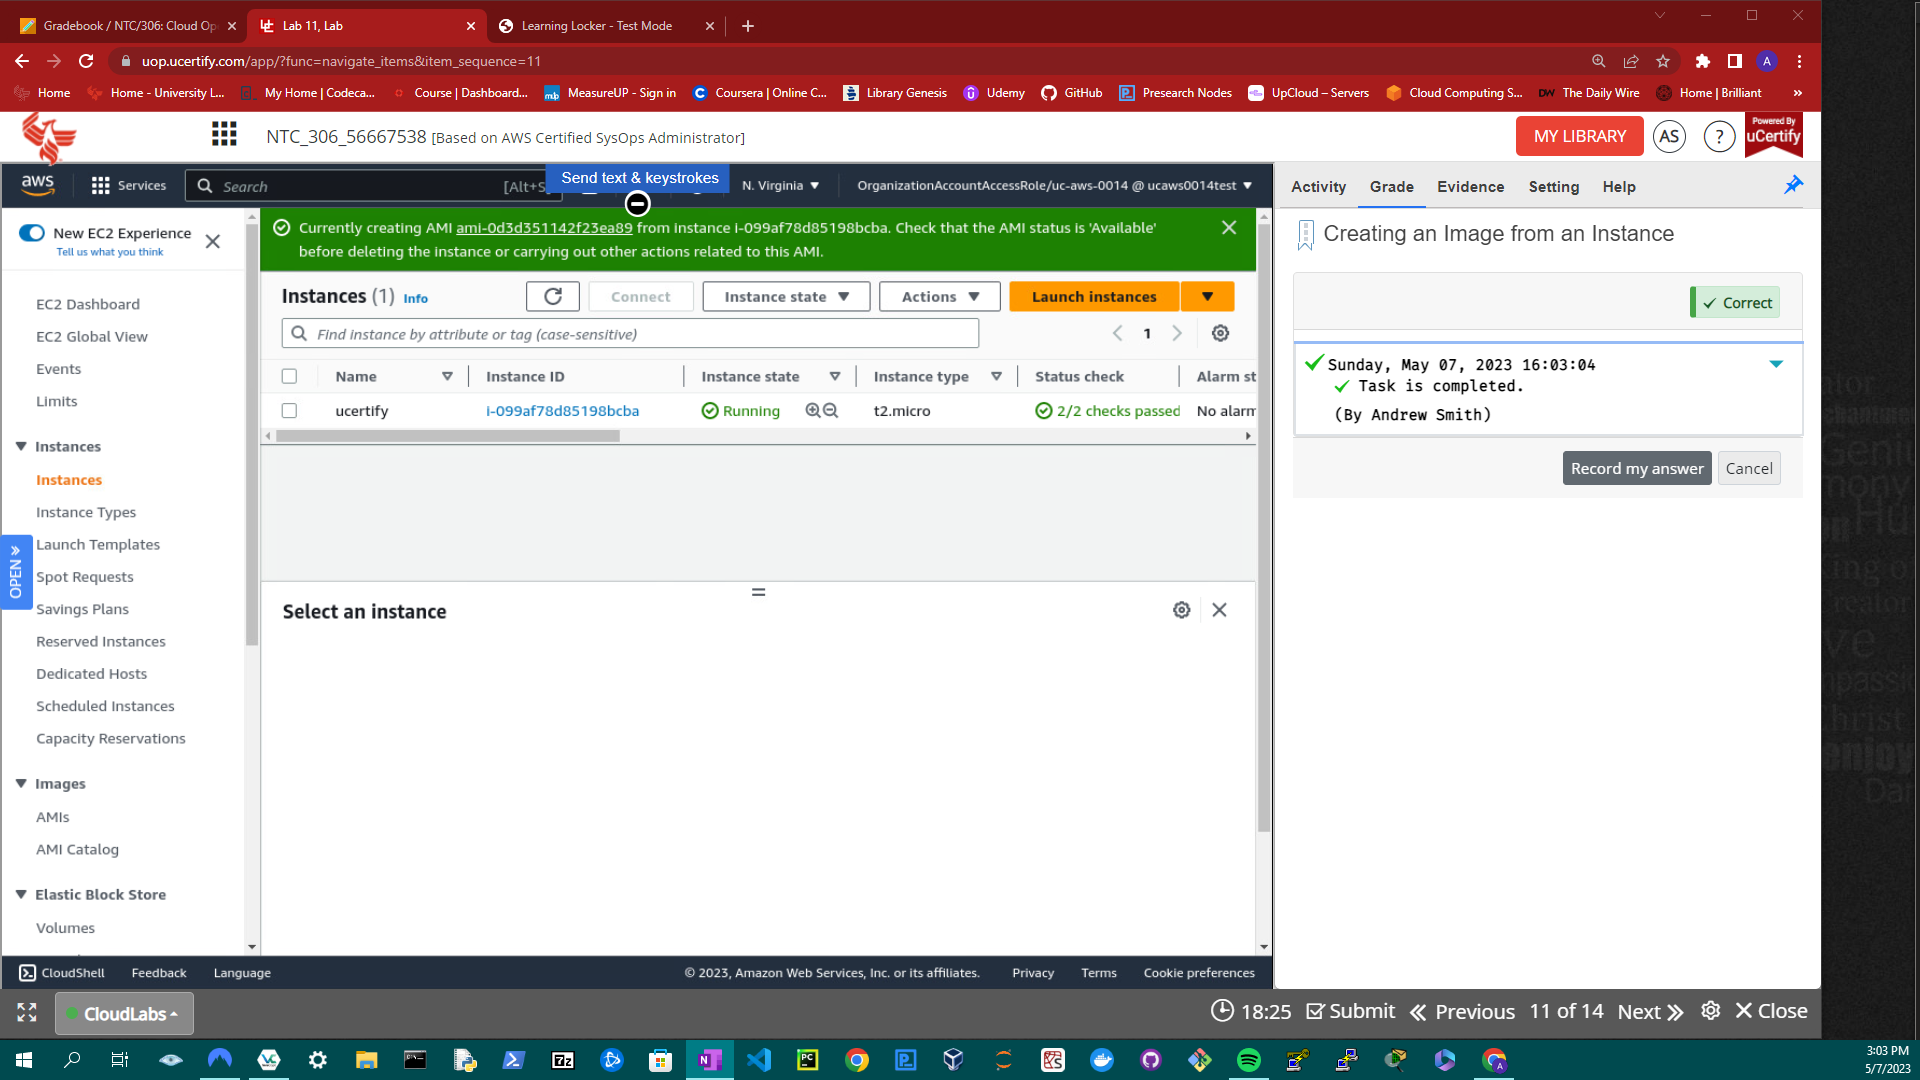 Gradebook / NTC/306: Cloud Op
Lab 11, Lab
Learning Locker - Test Mode
uop.ucertify.com/app/?func=navigate_items&item_sequence=11
A
Home
Home - University L...
My Home | Codeca...
Course | Dashboard...
mb MeasureUP - Sign in
Coursera | Online C...
Library Genesis
Udemy
GitHub
Presearch Nodes
UpCloud – Servers
Cloud Computing S...
DW The Daily Wire
Home | Brilliant
»
NTC_306_56667538 [Based on AWS Certified SysOps Administrator]
MY LIBRARY
AS
?
Powered By
uCertify
aws
Services
Search
[Alt+S
Send text & keystrokes
N. Virginia
OrganizationAccountAccessRole/uc-aws-0014 @ ucaws0014test
Activity
Grade
Evidence
Setting
Help
New EC2 Experience
Tell us what you think
EC2 Dashboard
EC2 Global View
Events
Limits
Instances
Instances
Instance Types
Launch Templates
Spot Requests
Savings Plans
Reserved Instances
Dedicated Hosts
Scheduled Instances
Capacity Reservations
Images
AMIs
AMI Catalog
Elastic Block Store
Volumes
OPEN »
Currently creating AMI ami-0d3d351142f23ea89 from instance i-099af78d85198bcba. Check that the AMI status is 'Available'
before deleting the instance or carrying out other actions related to this AMI.
Instances (1) Info
Connect
Instance state
Actions
Launch instances
Find instance by attribute or tag (case-sensitive)
1
Name
Instance ID
Instance state
Instance type
Status check
Alarm st
ucertify
i-099af78d85198bcba
Running
t2.micro
2/2 checks passed
No alarm
Select an instance
Creating an Image from an Instance
Correct
Sunday, May 07, 2023 16:03:04
Task is completed.
(By Andrew Smith)
Record my answer
Cancel
CloudShell
Feedback
Language
© 2023, Amazon Web Services, Inc. or its affiliates.
Privacy
Terms
Cookie preferences
CloudLabs
18:25
Submit
Previous
11 of 14
Next
Close
3:03 PM
5/7/2023